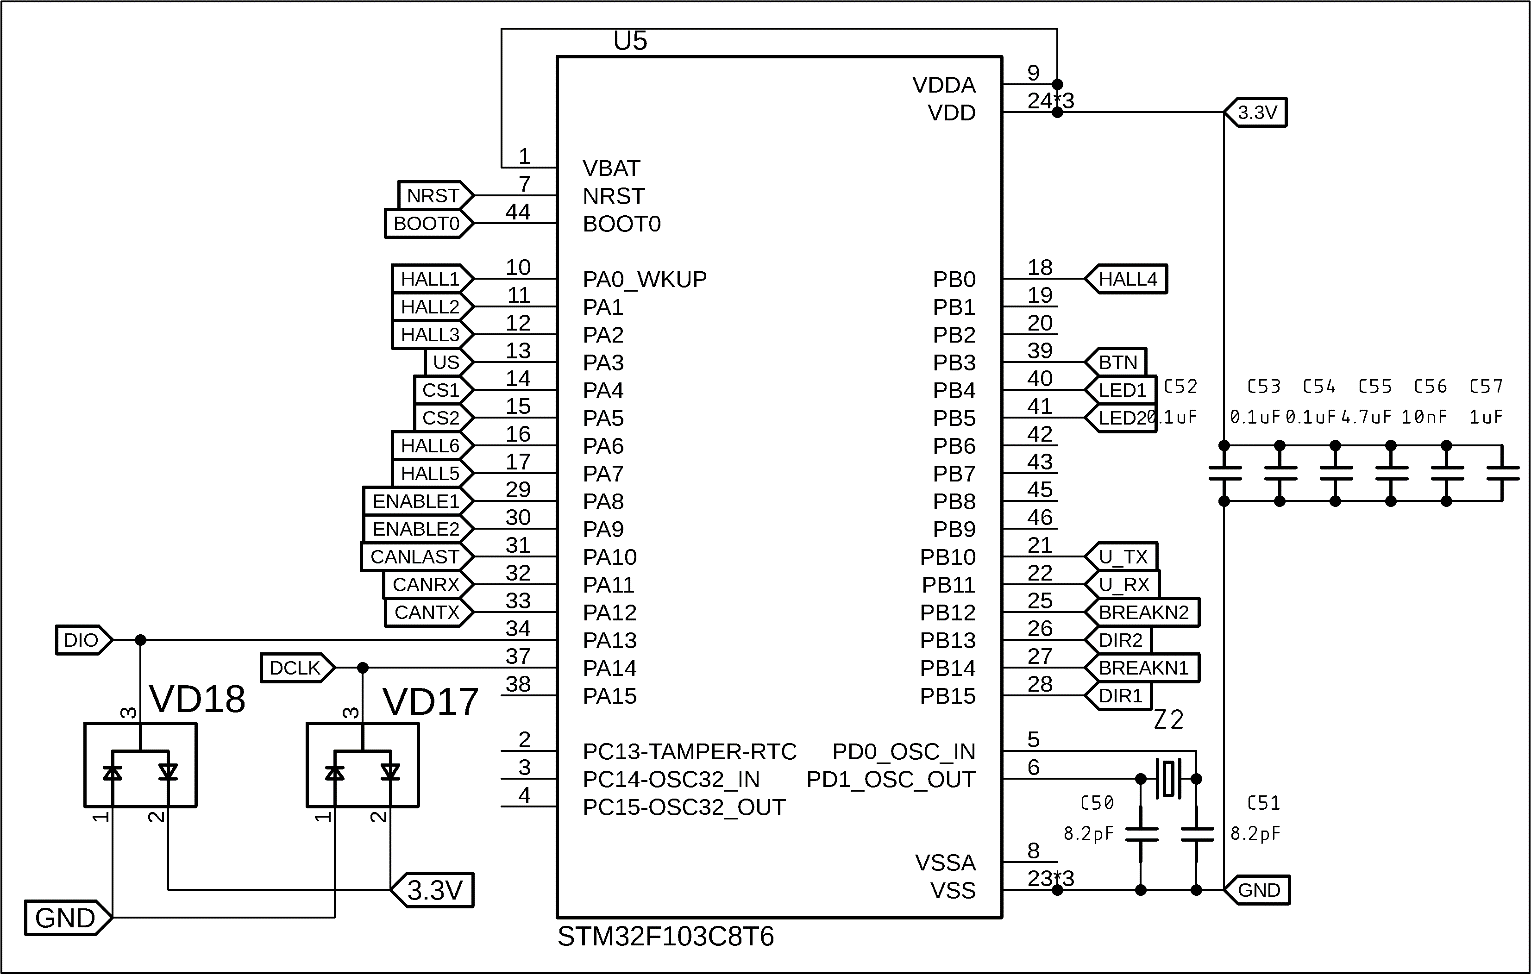 U5
9 VDDA
24*3 VDD 3.3V
1 VBAT
NRST 7 NRST
BOOT0 44 BOOT0
HALL1 10 PA0_WKUP PB0 18 HALL4
HALL2 11 PA1 PB1 19
HALL3 12 PA2 PB2 20
US 13 PA3 PB3 39 BTN
CS1 14 PA4 PB4 40 LED1
CS2 15 PA5 PB5 41 LED2
C52 C53 C54 C55 C56 C57
0.1uF 0.1uF 0.1uF 4.7uF 10nF 1uF
HALL6 16 PA6 PB6 42
HALL5 17 PA7 PB7 43
ENABLE1 29 PA8 PB8 45
ENABLE2 30 PA9 PB9 46
CANLAST 31 PA10 PB10 21 U_TX
CANRX 32 PA11 PB11 22 U_RX
CANTX 33 PA12 PB12 25 BREAKN2
DIO 34 PA13 PB13 26 DIR2
DCLK 37 PA14 PB14 27 BREAKN1
38 PA15 PB15 28 DIR1
VD18 VD17
3 3
1 2 1 2
Z2
2 PC13-TAMPER-RTC PD0_OSC_IN 5
3 PC14-OSC32_IN PD1_OSC_OUT 6
4 PC15-OSC32_OUT
C50 C51
8.2pF 8.2pF
VSSA 8
VSS 23*3 GND
3.3V
GND
STM32F103C8T6